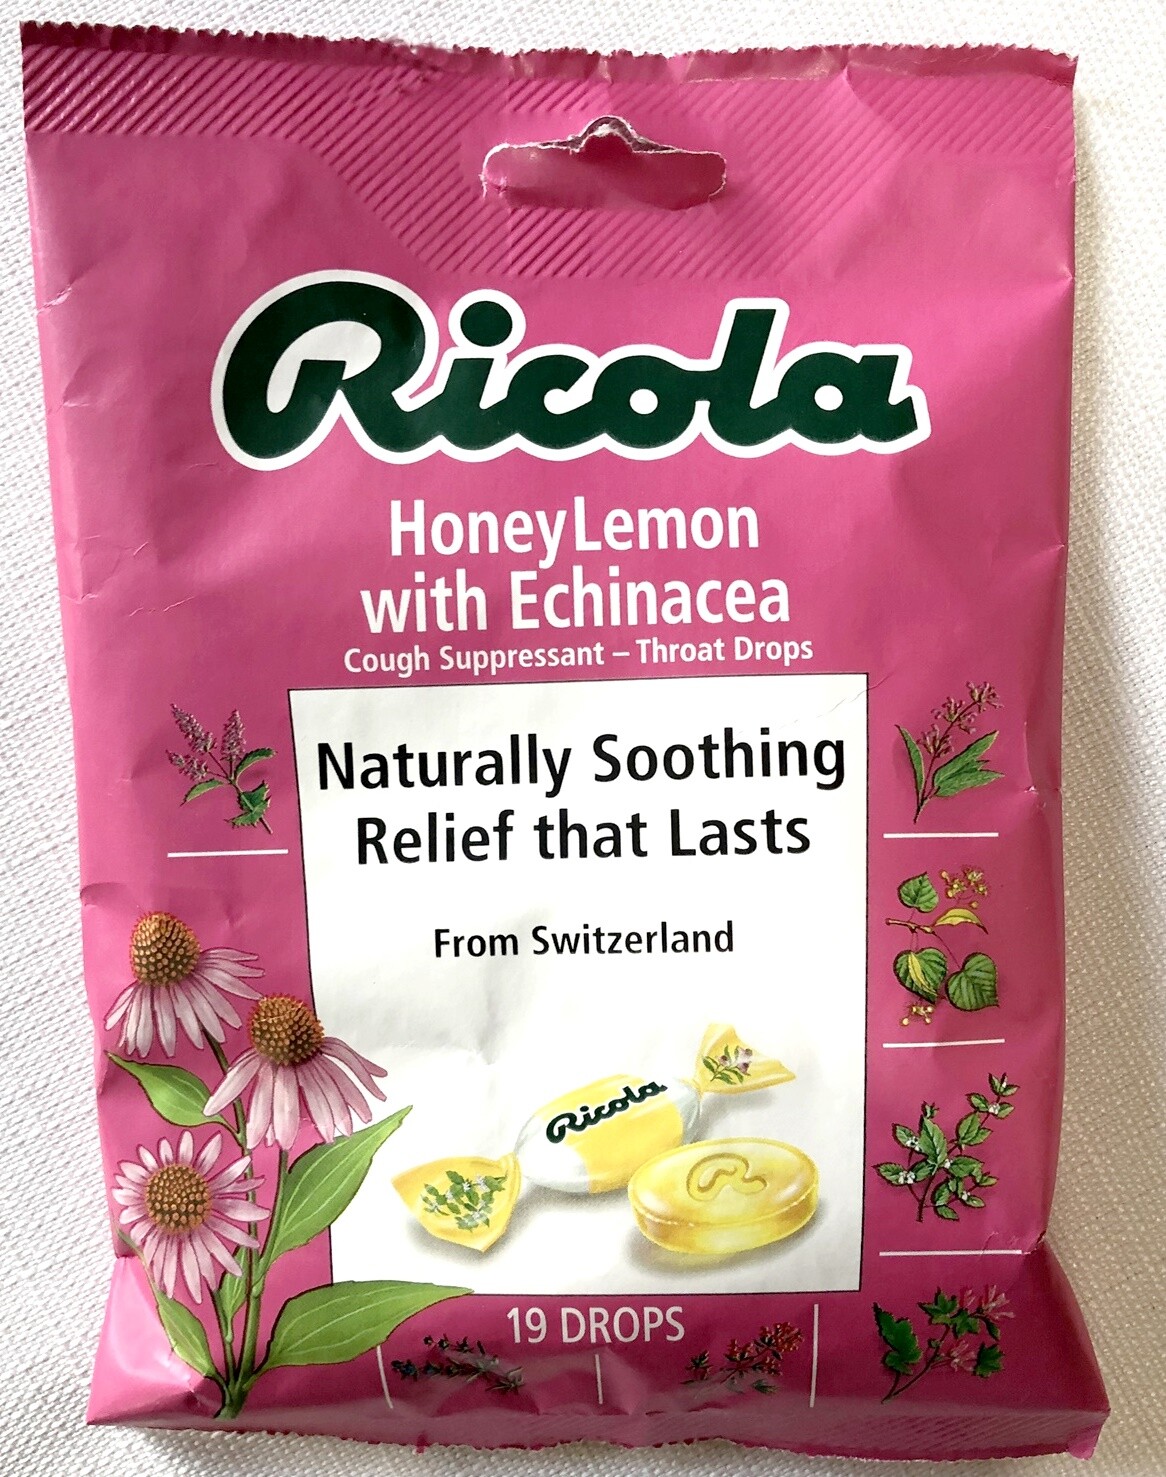 Ricola
HoneyLemon
with Echinacea
Cough Suppressant – Throat Drops
Naturally Soothing
Relief that Lasts
From Switzerland
Ricola
19 DROPS